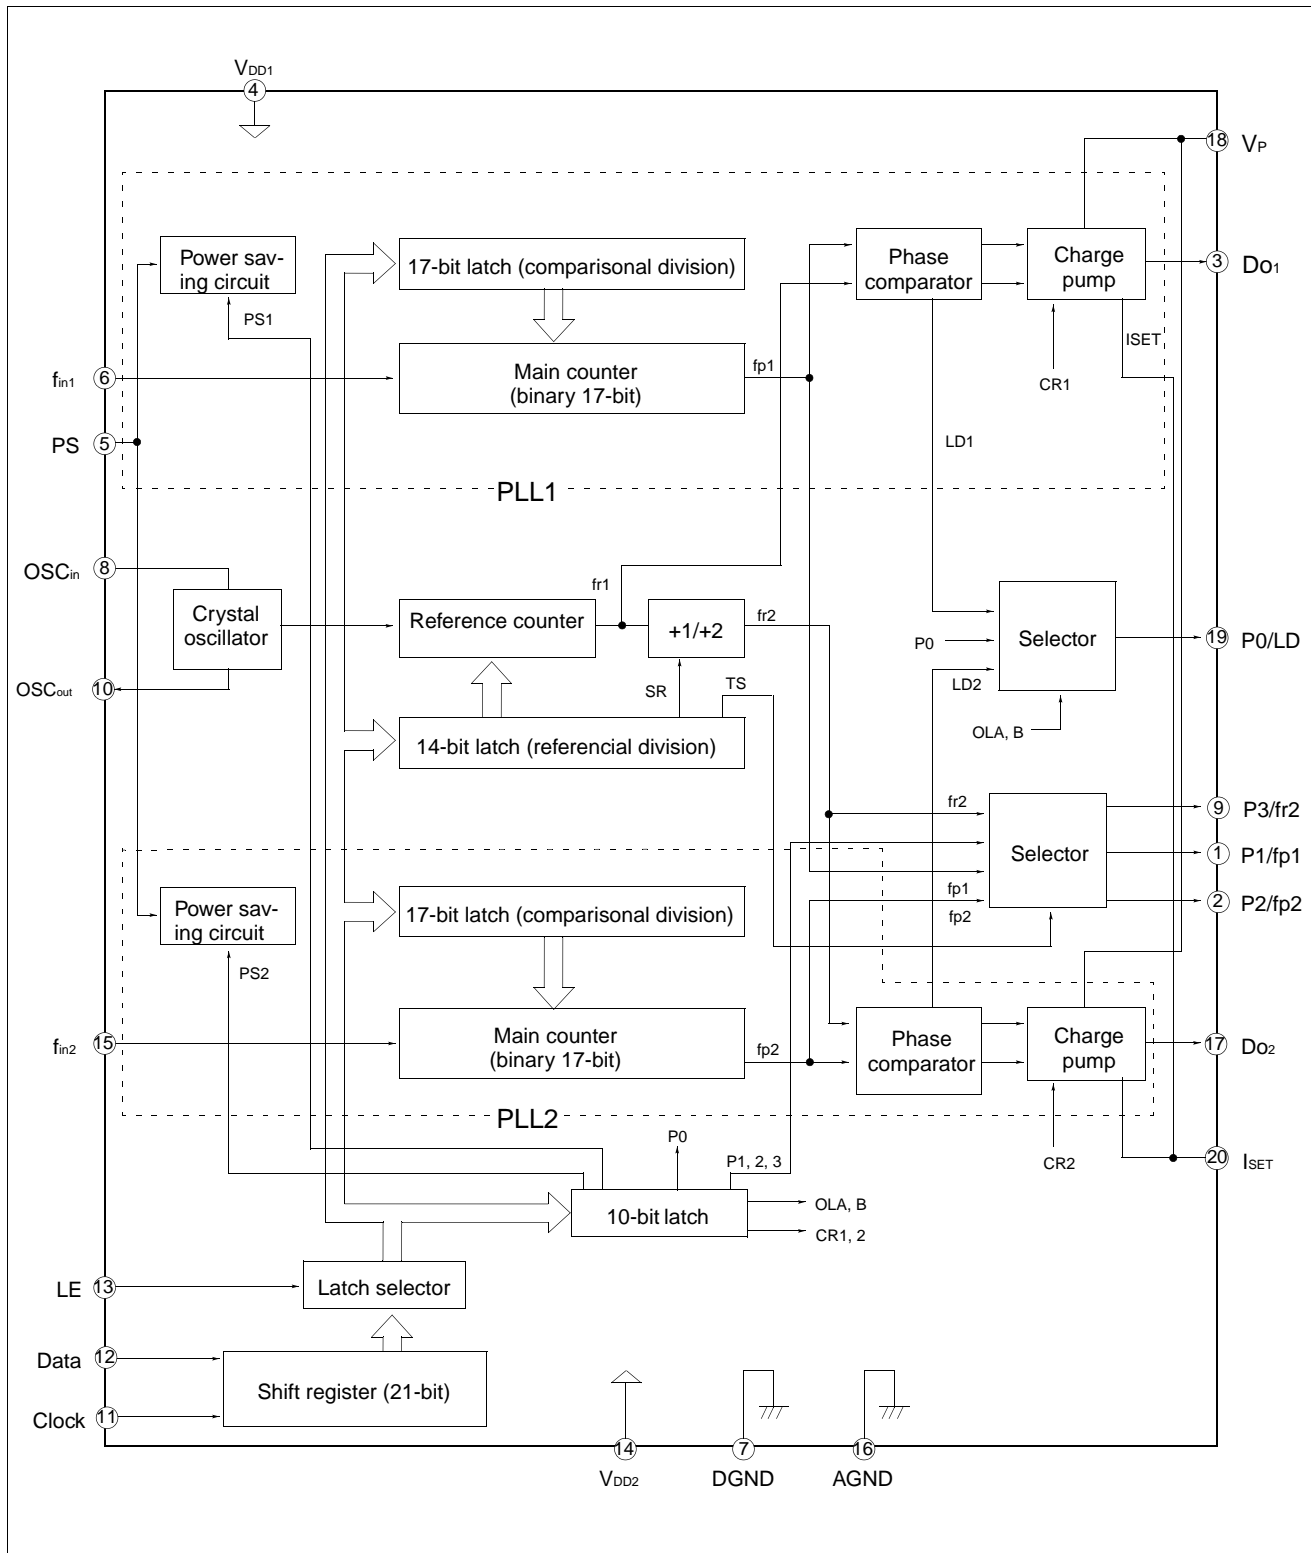 VDD1
4
18
VP
Power sav-
ing circuit
17-bit latch (comparisonal division)
Phase
comparator
Charge
pump
3
Do1
PS1
ISET
fin1
6
Main counter
(binary 17-bit)
fp1
CR1
PS
5
LD1
PLL1
OSCin
8
fr1
Crystal
oscillator
Reference counter
+1/+2
fr2
P0
Selector
19
P0/LD
OSCout
10
SR
TS
LD2
OLA, B
14-bit latch (referencial division)
fr2
9
P3/fr2
Selector
1
P1/fp1
Power sav-
ing circuit
17-bit latch (comparisonal division)
fp1
fp2
2
P2/fp2
PS2
fin2
15
Main counter
(binary 17-bit)
fp2
Phase
comparator
Charge
pump
17
Do2
PLL2
P0
P1, 2, 3
CR2
20
ISET
10-bit latch
OLA, B
CR1, 2
LE
13
Latch selector
Data
12
Shift register (21-bit)
Clock
11
14
7
16
VDD2
DGND
AGND